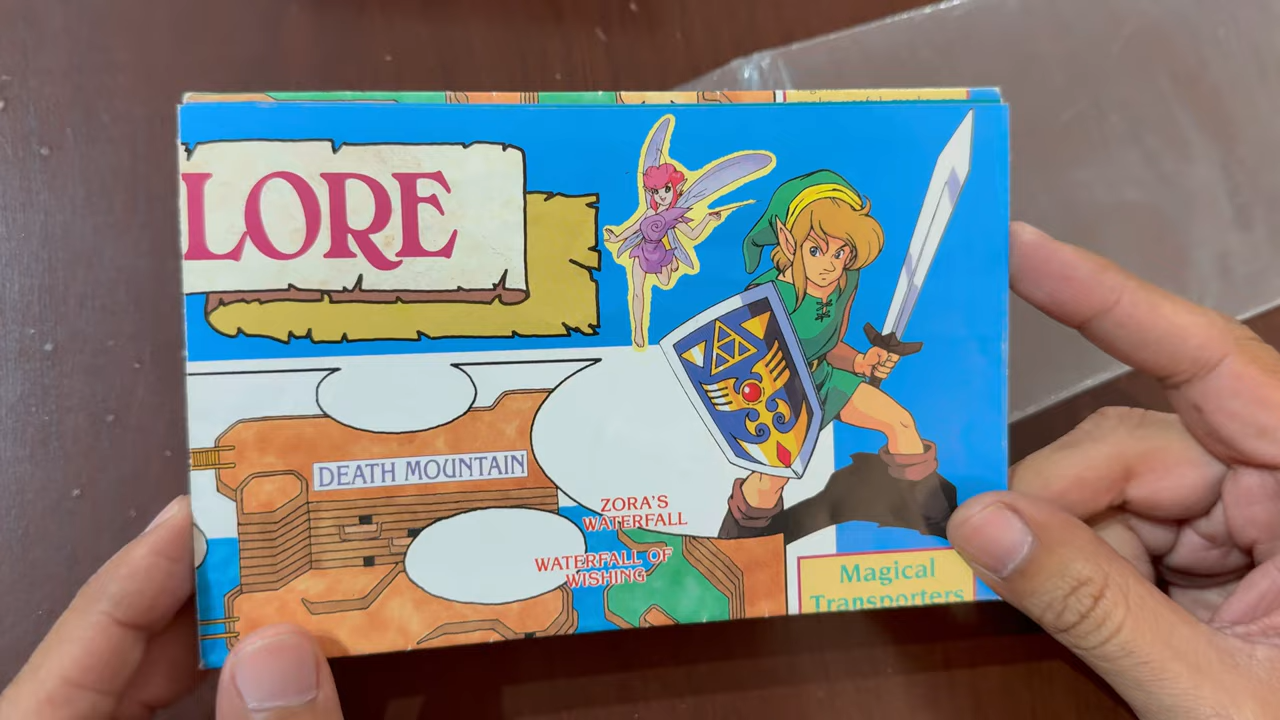 LORE
DEATH MOUNTAIN
ZORA'S
WATERFALL
WATERFALL OF
WISHING
Magical
Transporters